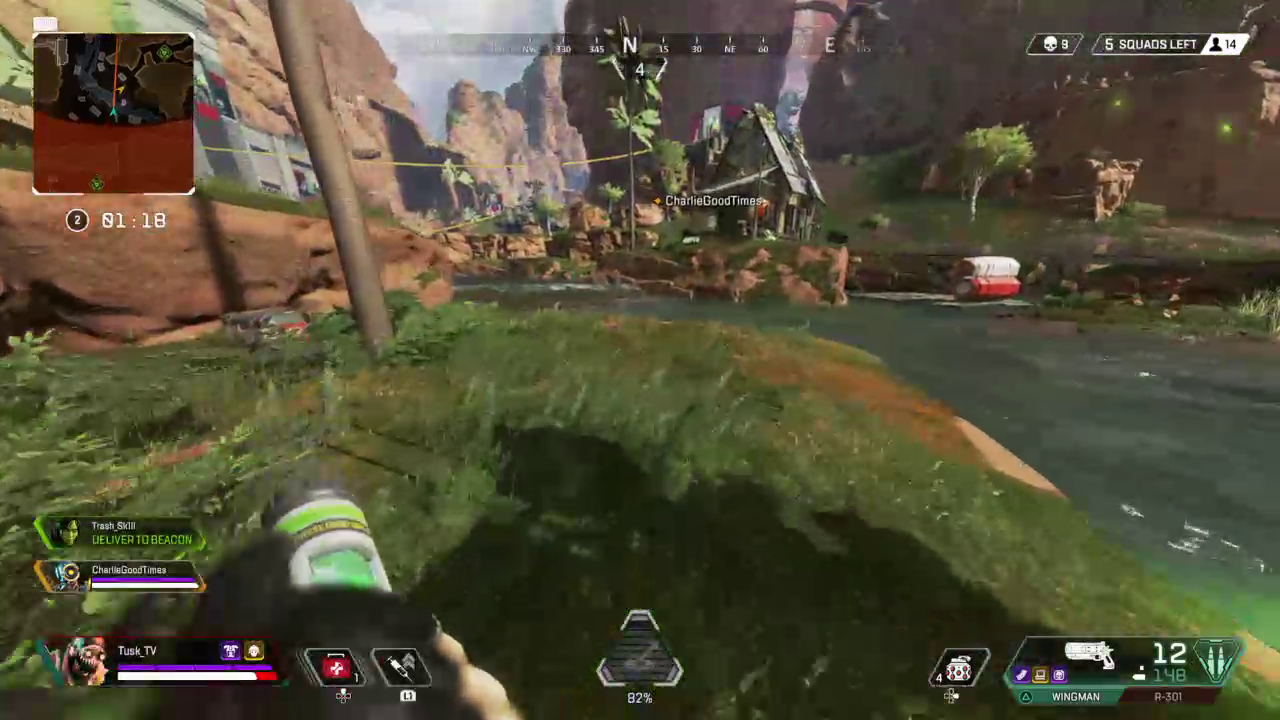 NW 330 345 N 15 30 NE 60 E 105
4
9
5 SQUADS LEFT 14
CharlieGoodTimes
2 01:18
Trash_Skill
DELIVER TO BEACON
CharlieGoodTimes
Tusk_TV
1
L1
82%
4
12
148
WINGMAN R-301